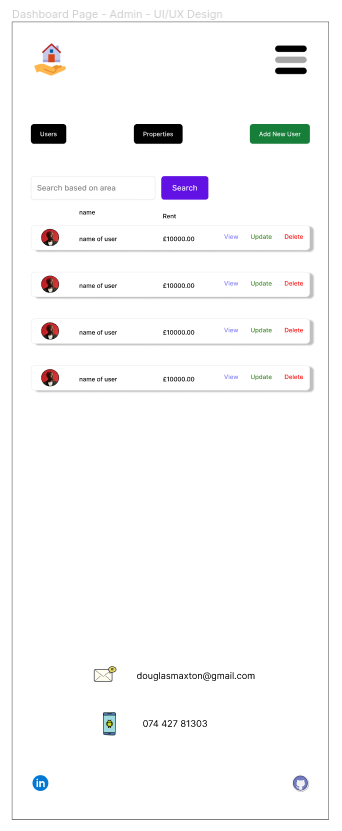 Dashboard Page - Admin - UI/UX Design
Users Properties Add New User
Search based on area Search
name Rent
name of user £10000.00 View Update Delete
name of user £10000.00 View Update Delete
name of user £10000.00 View Update Delete
name of user £10000.00 View Update Delete
douglasmaxton@gmail.com
074 427 81303
in